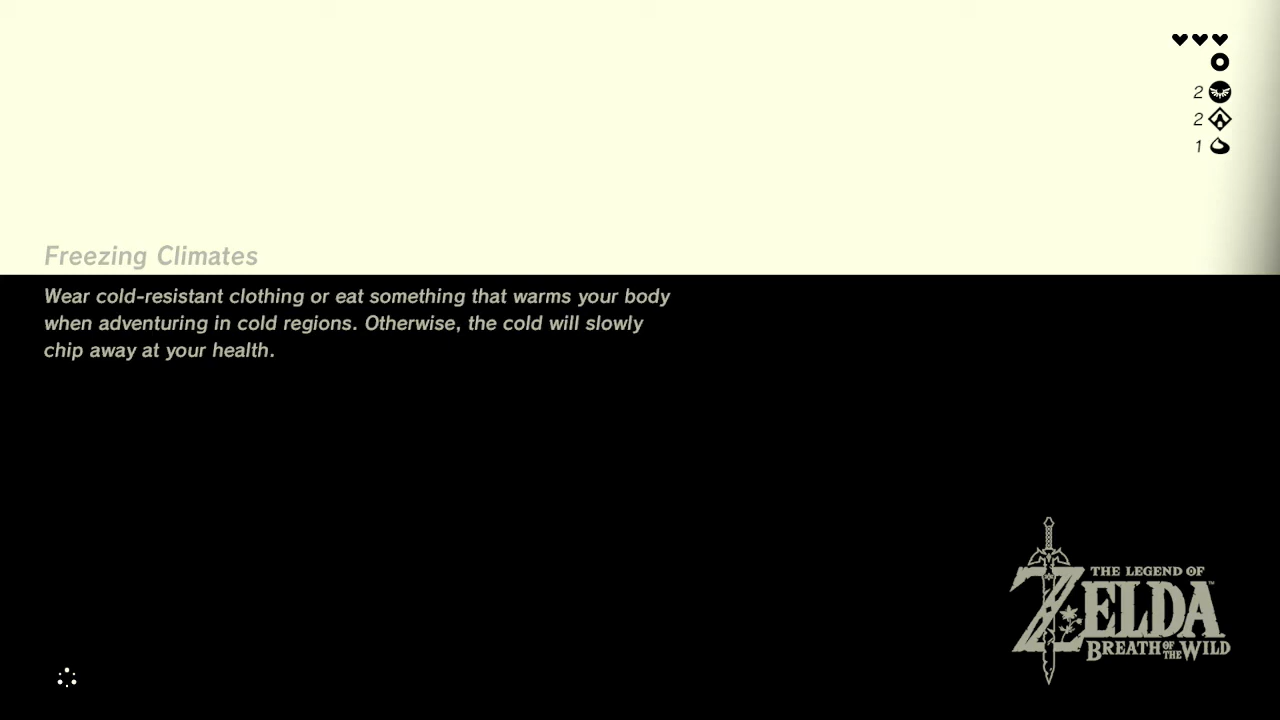 2
2
1
Freezing Climates
Wear cold-resistant clothing or eat something that warms your body
when adventuring in cold regions. Otherwise, the cold will slowly
chip away at your health.
THE LEGEND OF
ZELDA™
BREATH OF THE WILD